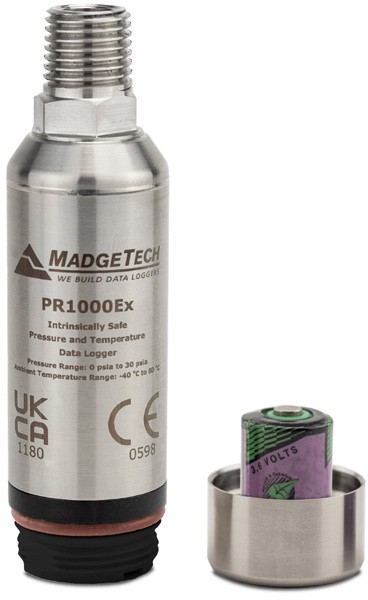 MADGETECH
WE BUILD DATA LOGGERS
PR1000Ex
Intrinsically Safe
Pressure and Temperature
Data Logger
Pressure Range: 0 psia to 30 psia
Ambient Temperature Range: -40 °C to 80 °C
UK
CA
1180
CE
0598
3.6 VOLTS